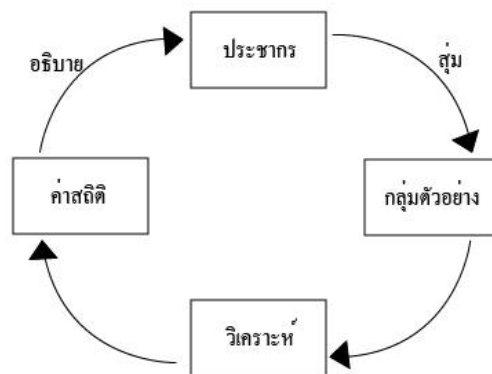 ประชากร
สุ่ม
อธิบาย
ค่าสถิติ
กลุ่มตัวอย่าง
วิเคราะห์